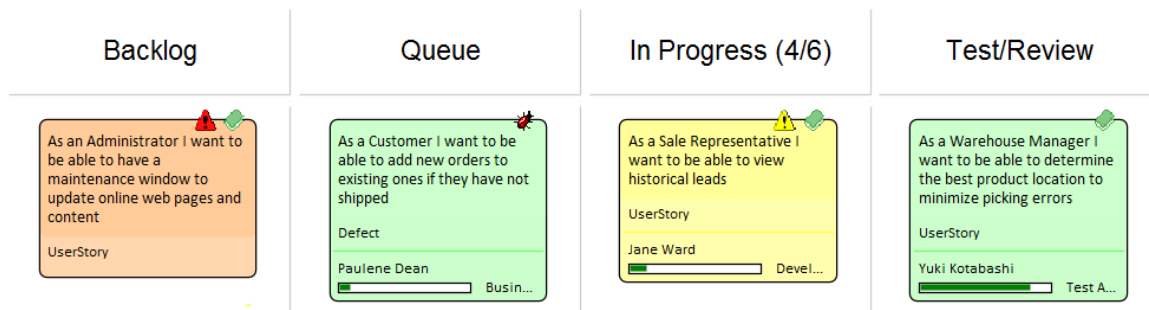 Backlog
Queue
In Progress (4/6)
Test/Review
As an Administrator I want to
be able to have a
maintenance window to
update online web pages and
content
UserStory
As a Customer I want to be
able to add new orders to
existing ones if they have not
shipped
Defect
Paulene Dean
Busin...
As a Sale Representative I
want to be able to view
historical leads
UserStory
Jane Ward
Devel...
As a Warehouse Manager I
want to be able to determine
the best product location to
minimize picking errors
UserStory
Yuki Kotabashi
Test A...